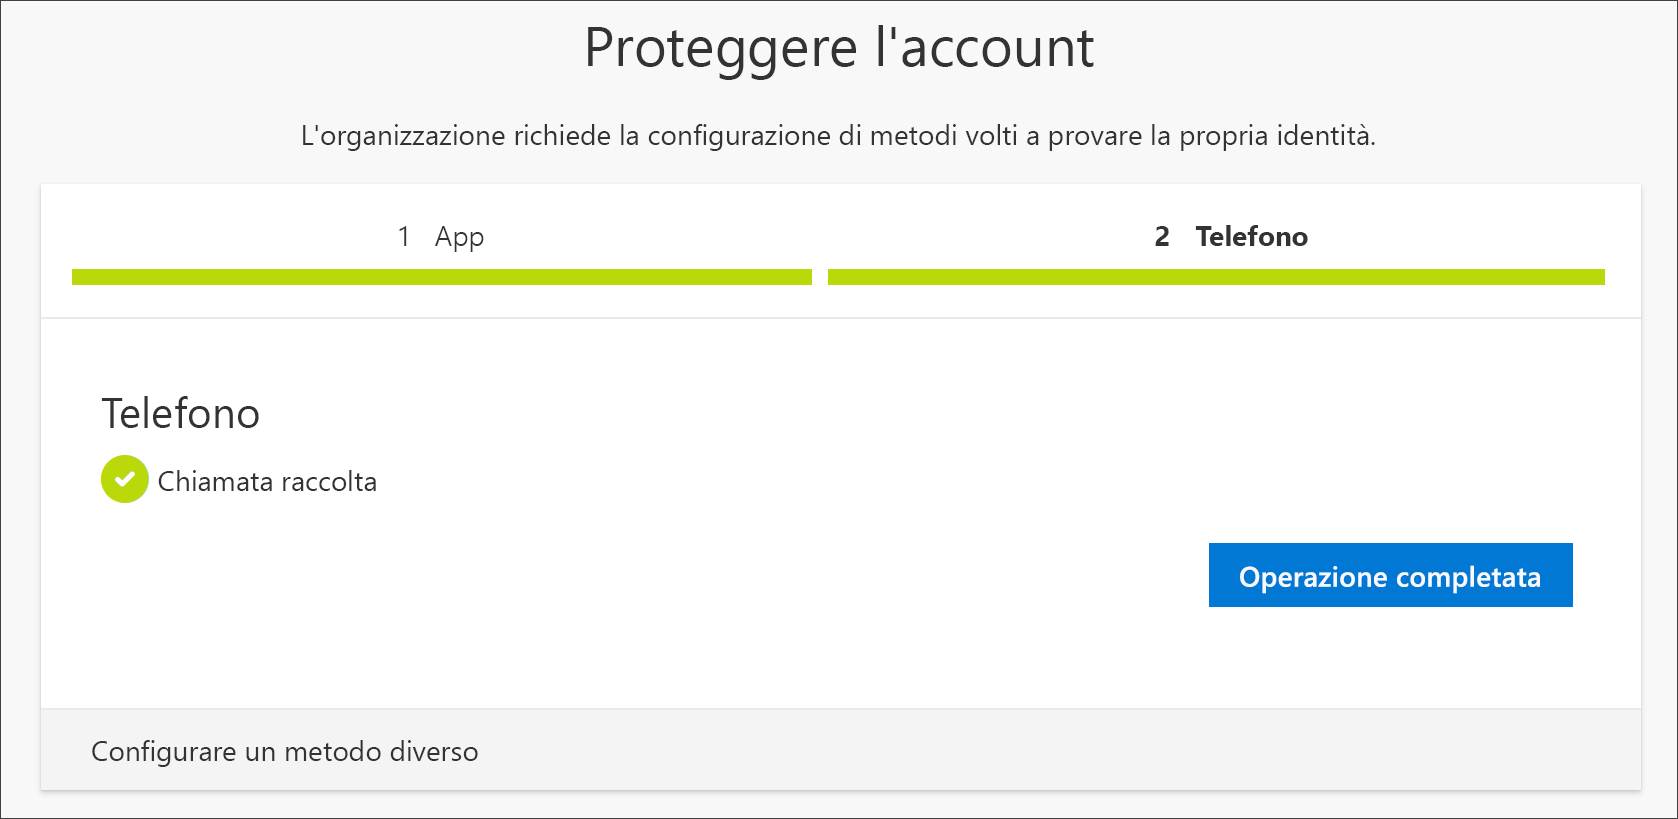 Proteggere l'account
L'organizzazione richiede la configurazione di metodi volti a provare la propria identità.
1 App
2 Telefono
Telefono
Chiamata raccolta
Operazione completata
Configurare un metodo diverso